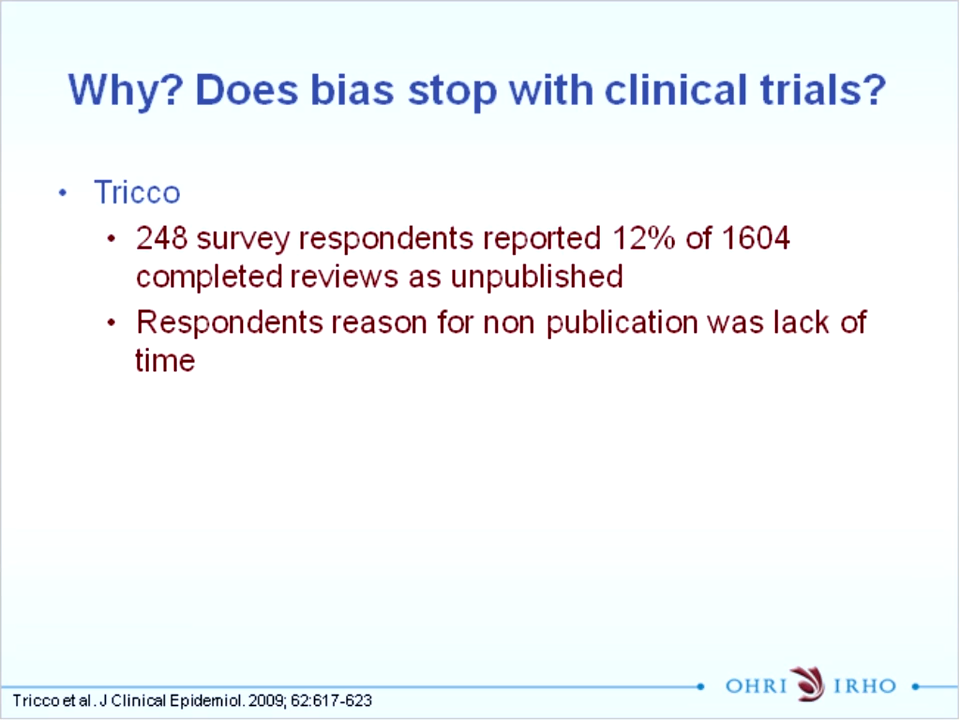 Why? Does bias stop with clinical trials?
• Tricco
• 248 survey respondents reported 12% of 1604
completed reviews as unpublished
• Respondents reason for non publication was lack of
time
OHRI IRHO
Tricco et al. J Clinical Epidemiol. 2009; 62:617-623